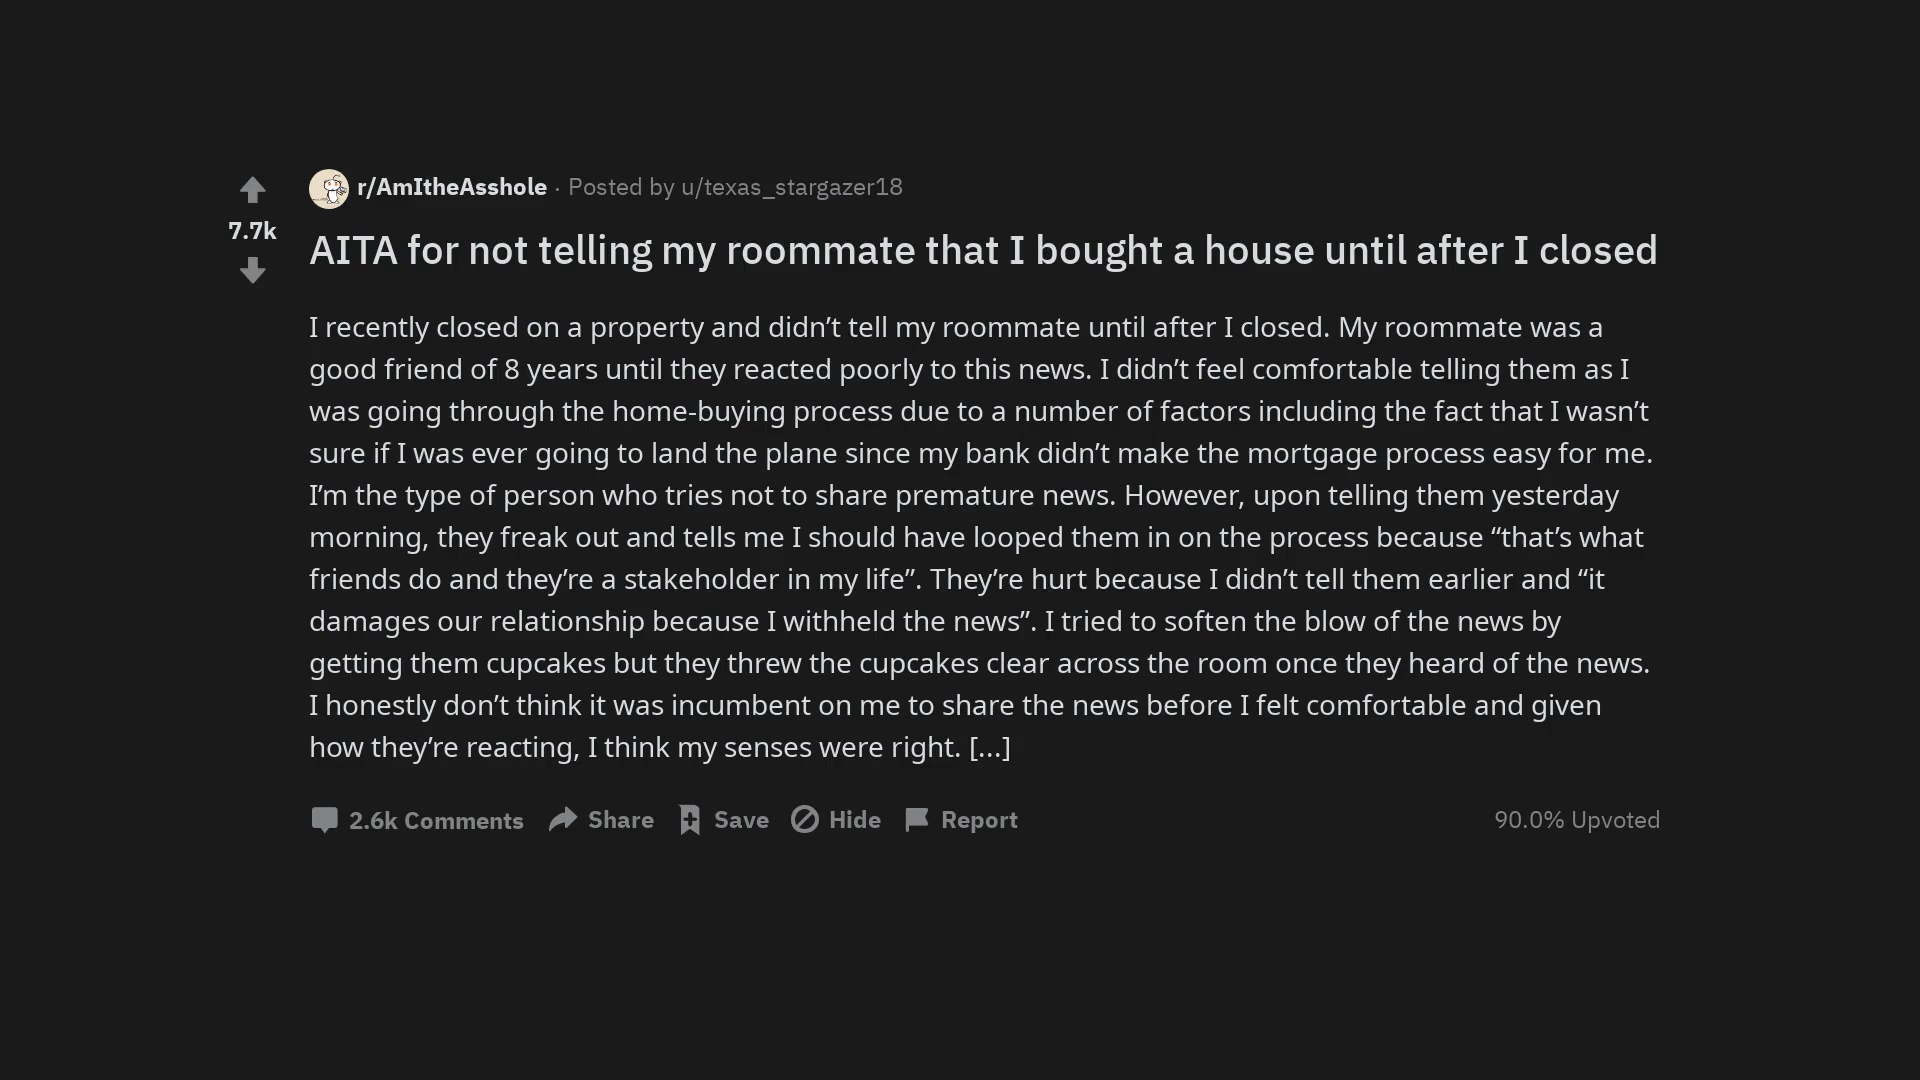 r/AmItheAsshole · Posted by u/texas_stargazer18
7.7k
AITA for not telling my roommate that I bought a house until after I closed
I recently closed on a property and didn’t tell my roommate until after I closed. My roommate was a
good friend of 8 years until they reacted poorly to this news. I didn’t feel comfortable telling them as I
was going through the home-buying process due to a number of factors including the fact that I wasn’t
sure if I was ever going to land the plane since my bank didn’t make the mortgage process easy for me.
I’m the type of person who tries not to share premature news. However, upon telling them yesterday
morning, they freak out and tells me I should have looped them in on the process because “that’s what
friends do and they’re a stakeholder in my life”. They’re hurt because I didn’t tell them earlier and “it
damages our relationship because I withheld the news”. I tried to soften the blow of the news by
getting them cupcakes but they threw the cupcakes clear across the room once they heard of the news.
I honestly don’t think it was incumbent on me to share the news before I felt comfortable and given
how they’re reacting, I think my senses were right. [...]
2.6k Comments Share Save Hide Report 90.0% Upvoted